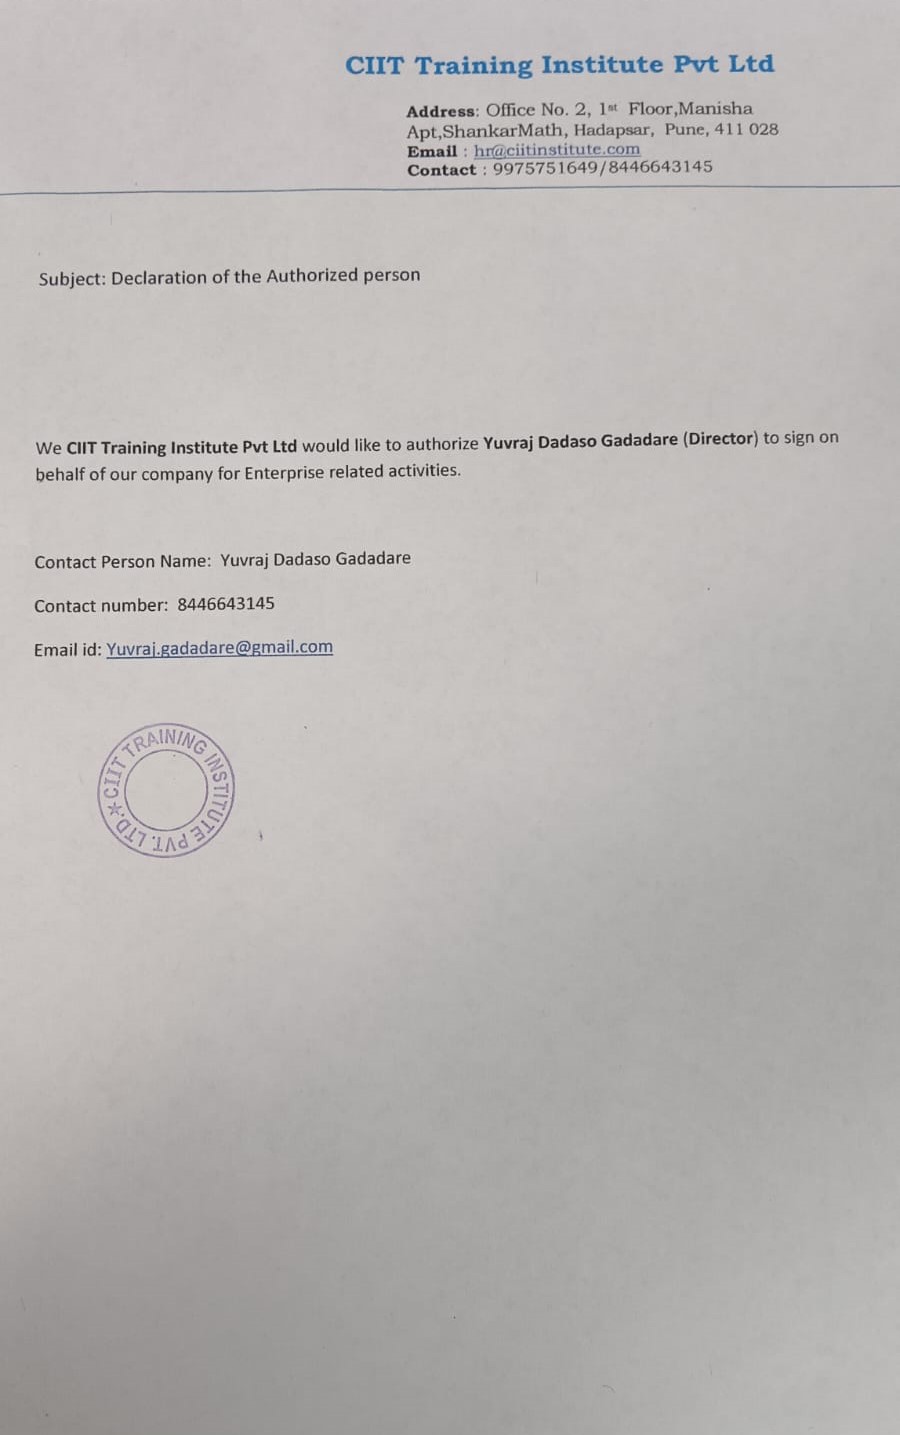 CIIT Training Institute Pvt Ltd
Address: Office No. 2, 1st Floor,Manisha
Apt,ShankarMath, Hadapsar, Pune, 411 028
Email : hr@ciitinstitute.com
Contact : 9975751649/8446643145
Subject: Declaration of the Authorized person
We CIIT Training Institute Pvt Ltd would like to authorize Yuvraj Dadaso Gadadare (Director) to sign on
behalf of our company for Enterprise related activities.
Contact Person Name: Yuvraj Dadaso Gadadare
Contact number: 8446643145
Email id: Yuvraj.gadadare@gmail.com
CIIT TRAINING INSTITUTE PVT. LTD.*